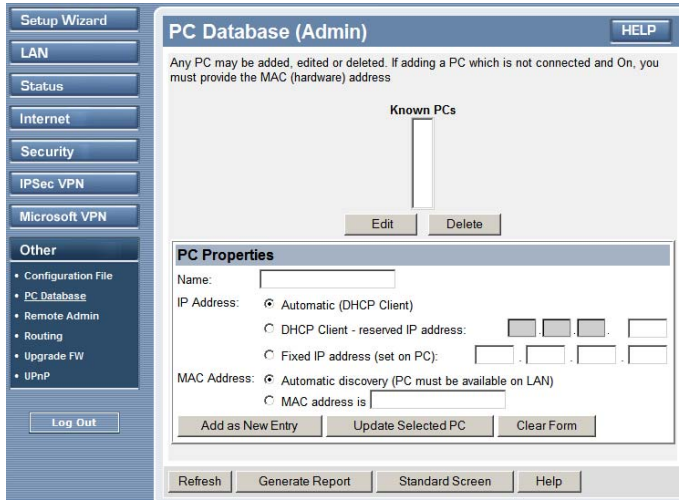 Setup Wizard
LAN
Status
Internet
Security
IPSec VPN
Microsoft VPN
Other
• Configuration File
• PC Database
• Remote Admin
• Routing
• Upgrade FW
• UPnP
Log Out
PC Database (Admin)
HELP
Any PC may be added, edited or deleted. If adding a PC which is not connected and On, you
must provide the MAC (hardware) address
Known PCs
Edit Delete
PC Properties
Name:
IP Address: Automatic (DHCP Client)
DHCP Client - reserved IP address: . . .
Fixed IP address (set on PC): . . .
MAC Address: Automatic discovery (PC must be available on LAN)
MAC address is
Add as New Entry Update Selected PC Clear Form
Refresh Generate Report Standard Screen Help